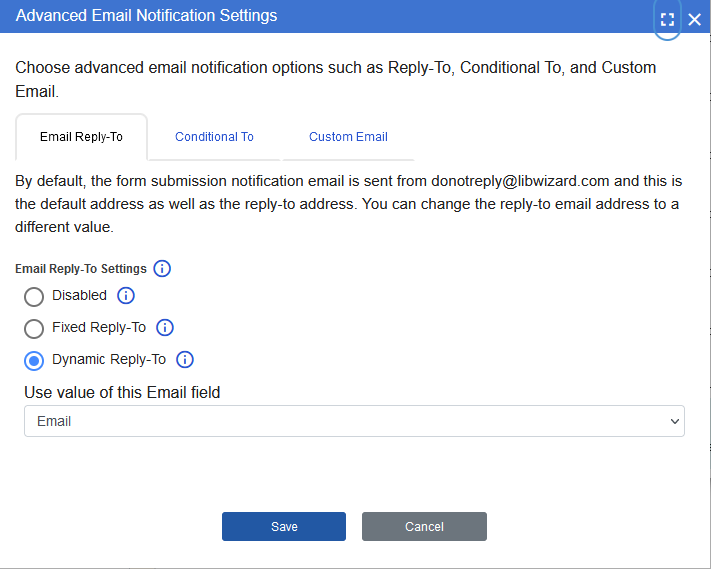 Advanced Email Notification Settings
Choose advanced email notification options such as Reply-To, Conditional To, and Custom
Email.
Email Reply-To
Conditional To
Custom Email
By default, the form submission notification email is sent from donotreply@libwizard.com and this is
the default address as well as the reply-to address. You can change the reply-to email address to a
different value.
Email Reply-To Settings
Disabled
Fixed Reply-To
Dynamic Reply-To
Use value of this Email field
Email
Save
Cancel